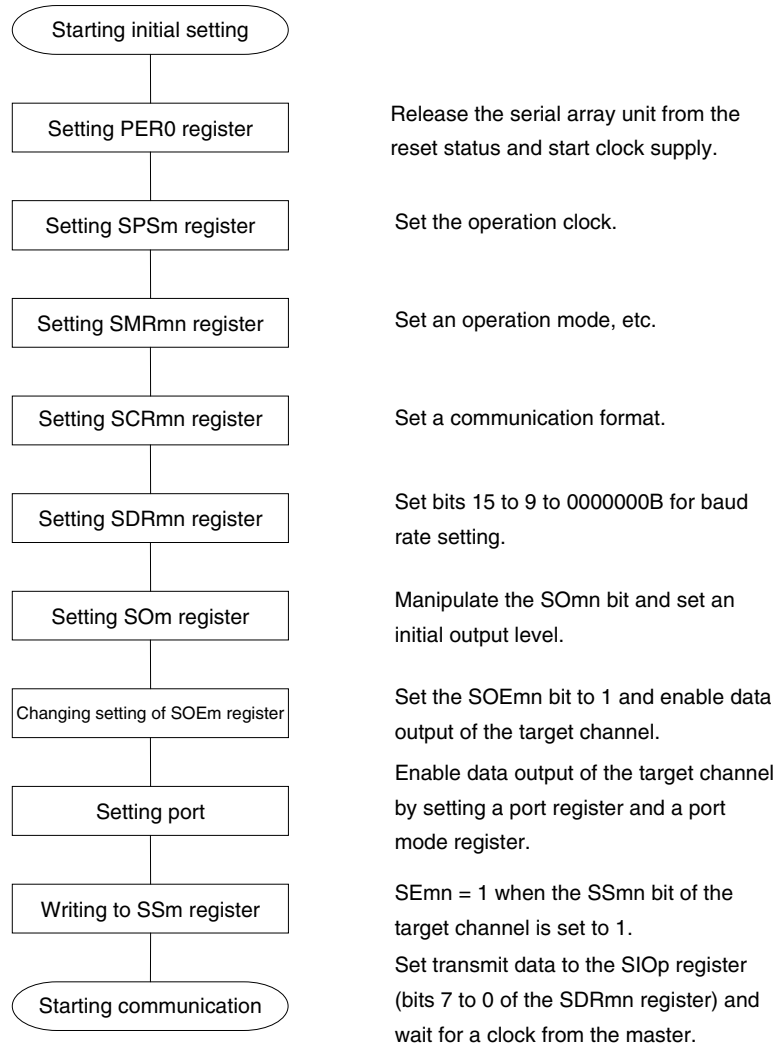 Starting initial setting
Setting PER0 register
Release the serial array unit from the
reset status and start clock supply.
Setting SPSm register
Set the operation clock.
Setting SMRmn register
Set an operation mode, etc.
Setting SCRmn register
Set a communication format.
Setting SDRmn register
Set bits 15 to 9 to 0000000B for baud
rate setting.
Setting SOm register
Manipulate the SOmn bit and set an
initial output level.
Changing setting of SOEm register
Set the SOEmn bit to 1 and enable data
output of the target channel.
Setting port
Enable data output of the target channel
by setting a port register and a port
mode register.
Writing to SSm register
SEmn = 1 when the SSmn bit of the
target channel is set to 1.
Starting communication
Set transmit data to the SIOp register
(bits 7 to 0 of the SDRmn register) and
wait for a clock from the master.